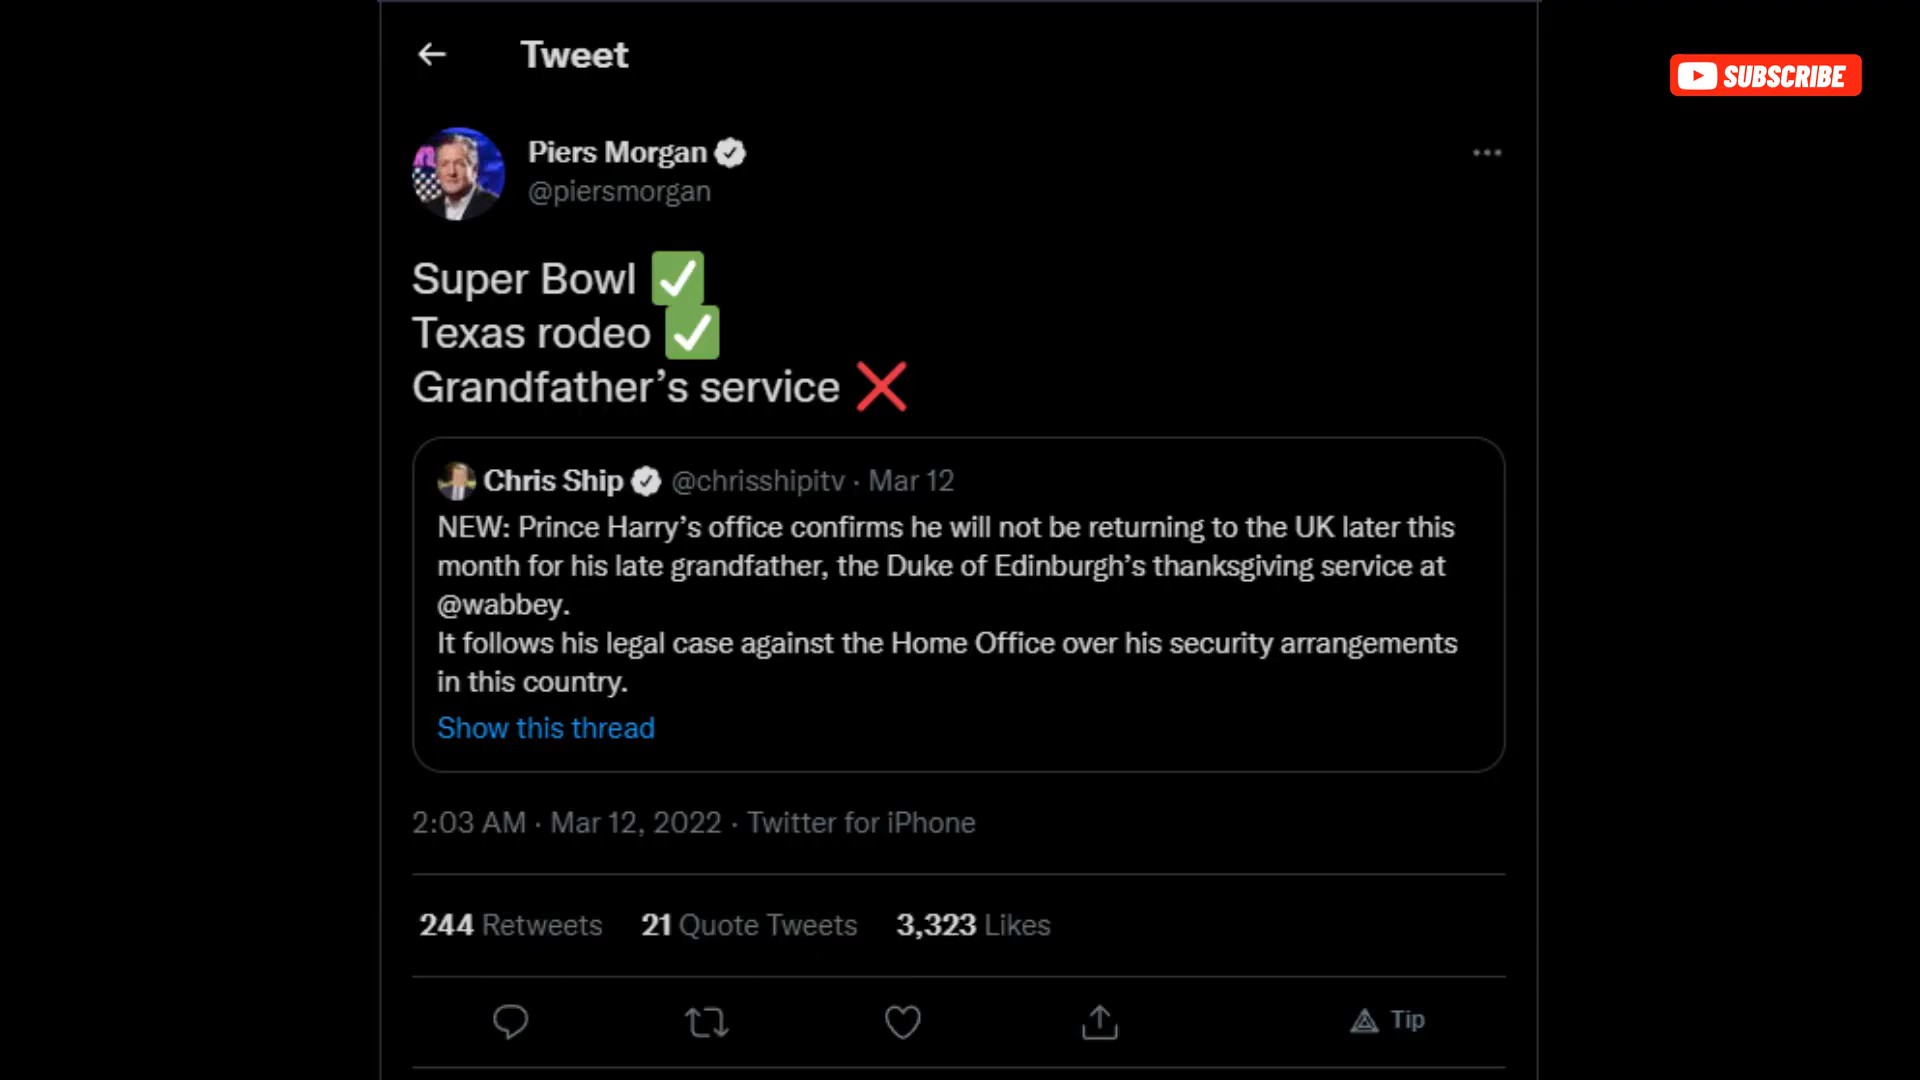 Tweet
SUBSCRIBE
Piers Morgan
@piersmorgan
Super Bowl ✅
Texas rodeo ✅
Grandfather’s service ❌
Chris Ship @chrisshipitv · Mar 12
NEW: Prince Harry’s office confirms he will not be returning to the UK later this
month for his late grandfather, the Duke of Edinburgh’s thanksgiving service at
@wabbey.
It follows his legal case against the Home Office over his security arrangements
in this country.
Show this thread
2:03 AM · Mar 12, 2022 · Twitter for iPhone
244 Retweets 21 Quote Tweets 3,323 Likes
Tip